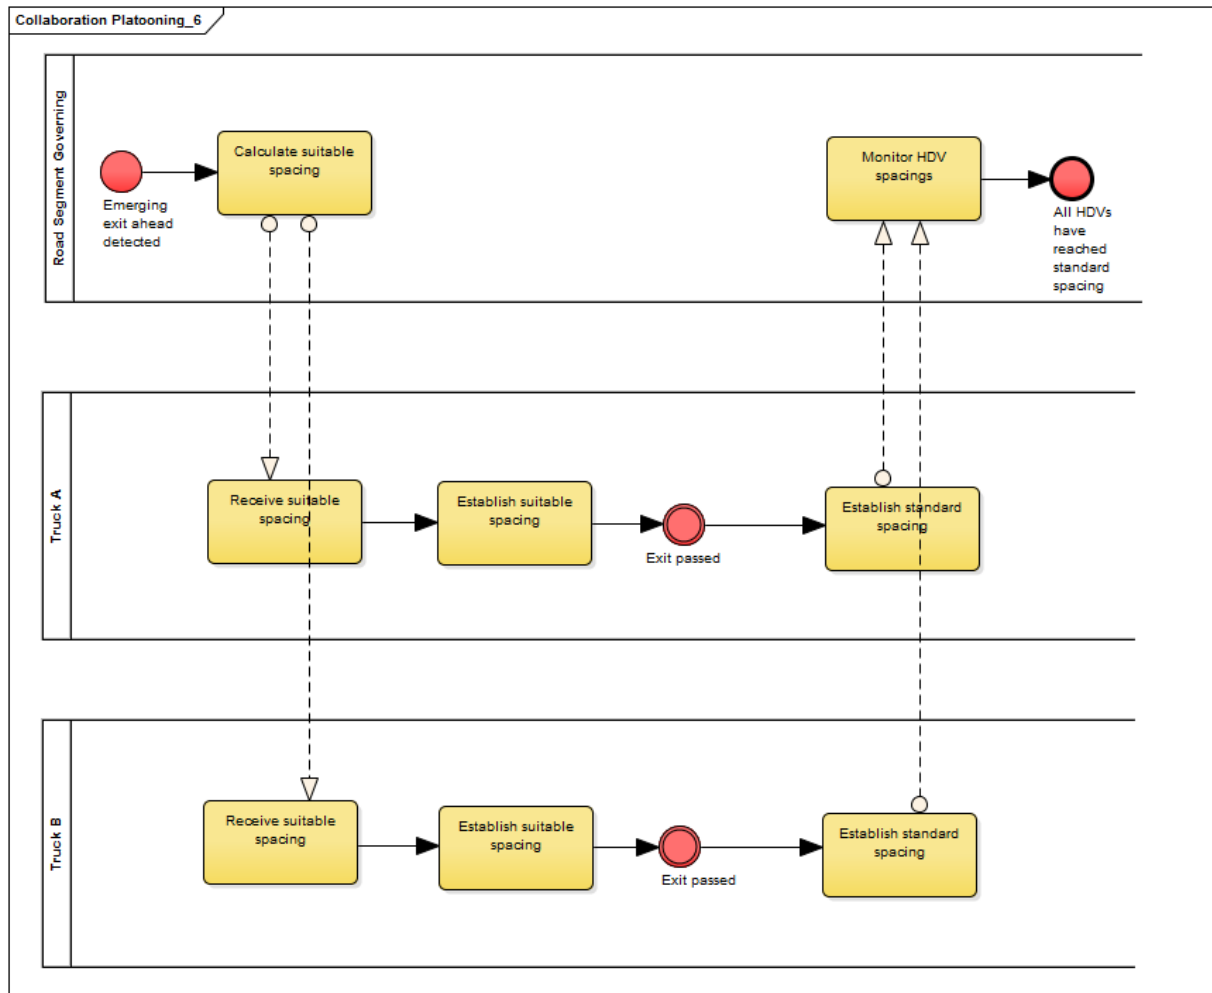 Collaboration Platooning_6
Road Segment Governing
Emerging
exit ahead
detected
Calculate suitable
spacing
Monitor HDV
spacings
All HDVs
have
reached
standard
spacing
Truck A
Receive suitable
spacing
Establish suitable
spacing
Exit passed
Establish standard
spacing
Truck B
Receive suitable
spacing
Establish suitable
spacing
Exit passed
Establish standard
spacing